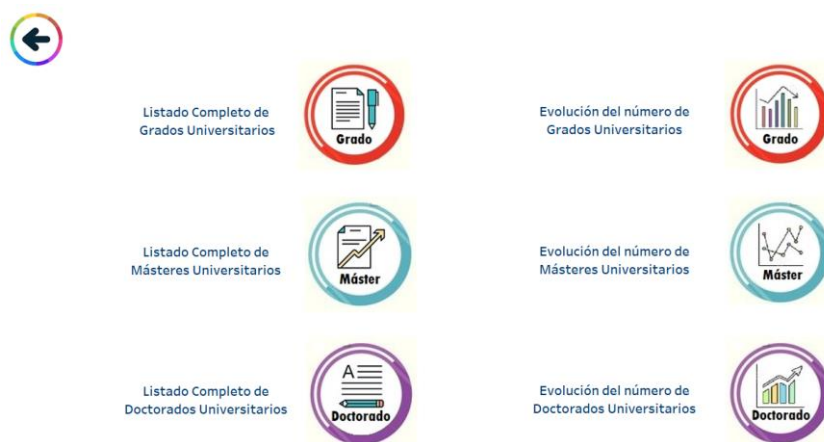 Listado Completo de
Grados Universitarios
Grado
Evolución del número de
Grados Universitarios
Grado
Listado Completo de
Másteres Universitarios
Máster
Evolución del número de
Másteres Universitarios
Máster
Listado Completo de
Doctorados Universitarios
A
Doctorado
Evolución del número de
Doctorados Universitarios
Doctorado